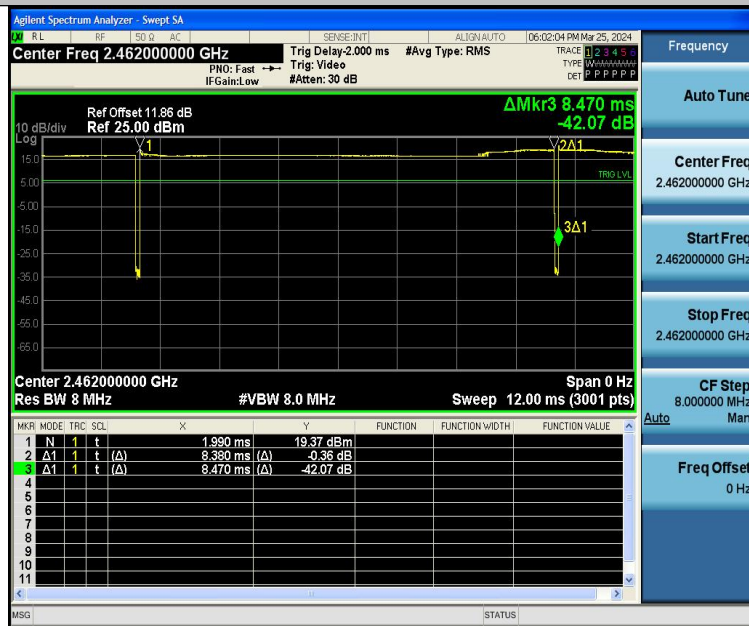 Agilent Spectrum Analyzer - Swept SA
LXI RL RF 50 Ω AC SENSE:INT ALIGN AUTO 06:02:04 PM Mar 25, 2024
Center Freq 2.462000000 GHz
PNO: Fast
IFGain:Low
Trig Delay-2.000 ms
Trig: Video
#Atten: 30 dB
#Avg Type: RMS
TRACE 1 2 3 4 5 6
TYPE
DET P P P P P P
Ref Offset 11.86 dB
10 dB/div Ref 25.00 dBm
Log
ΔMkr3 8.470 ms
-42.07 dB
1
2Δ1
15.0
TRIG LVL
5.00
-5.00
-15.0
3Δ1
-25.0
-35.0
-45.0
-55.0
-65.0
Center 2.462000000 GHz Span 0 Hz
Res BW 8 MHz #VBW 8.0 MHz Sweep 12.00 ms (3001 pts)
MKR MODE TRC SCL X Y FUNCTION FUNCTION WIDTH FUNCTION VALUE
1 N 1 t 1.990 ms 19.37 dBm
2 Δ1 1 t (Δ) 8.380 ms (Δ) -0.36 dB
3 Δ1 1 t (Δ) 8.470 ms (Δ) -42.07 dB
4
5
6
7
8
9
10
11
MSG STATUS
Frequency
Auto Tune
Center Freq
2.462000000 GHz
Start Freq
2.462000000 GHz
Stop Freq
2.462000000 GHz
CF Step
8.000000 MHz
Auto Man
Freq Offset
0 Hz